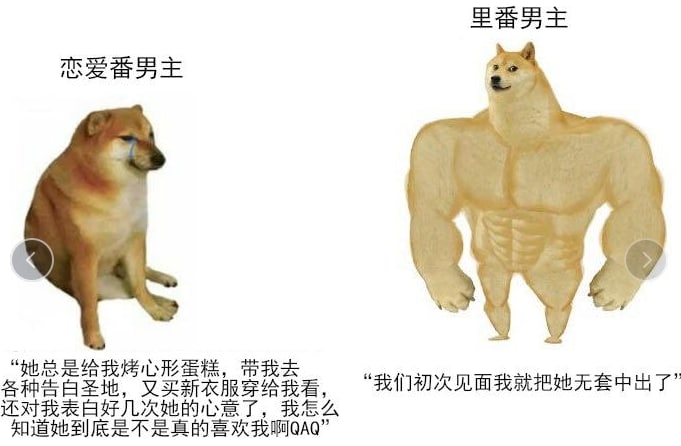 恋爱番男主
里番男主
“她总是给我烤心形蛋糕，带我去
各种告白圣地，又买新衣服穿给我看，
还对我表白好几次她的心意了，我怎么
知道她到底是不是真的喜欢我啊QAQ”
“我们初次见面我就把她无套中出了”